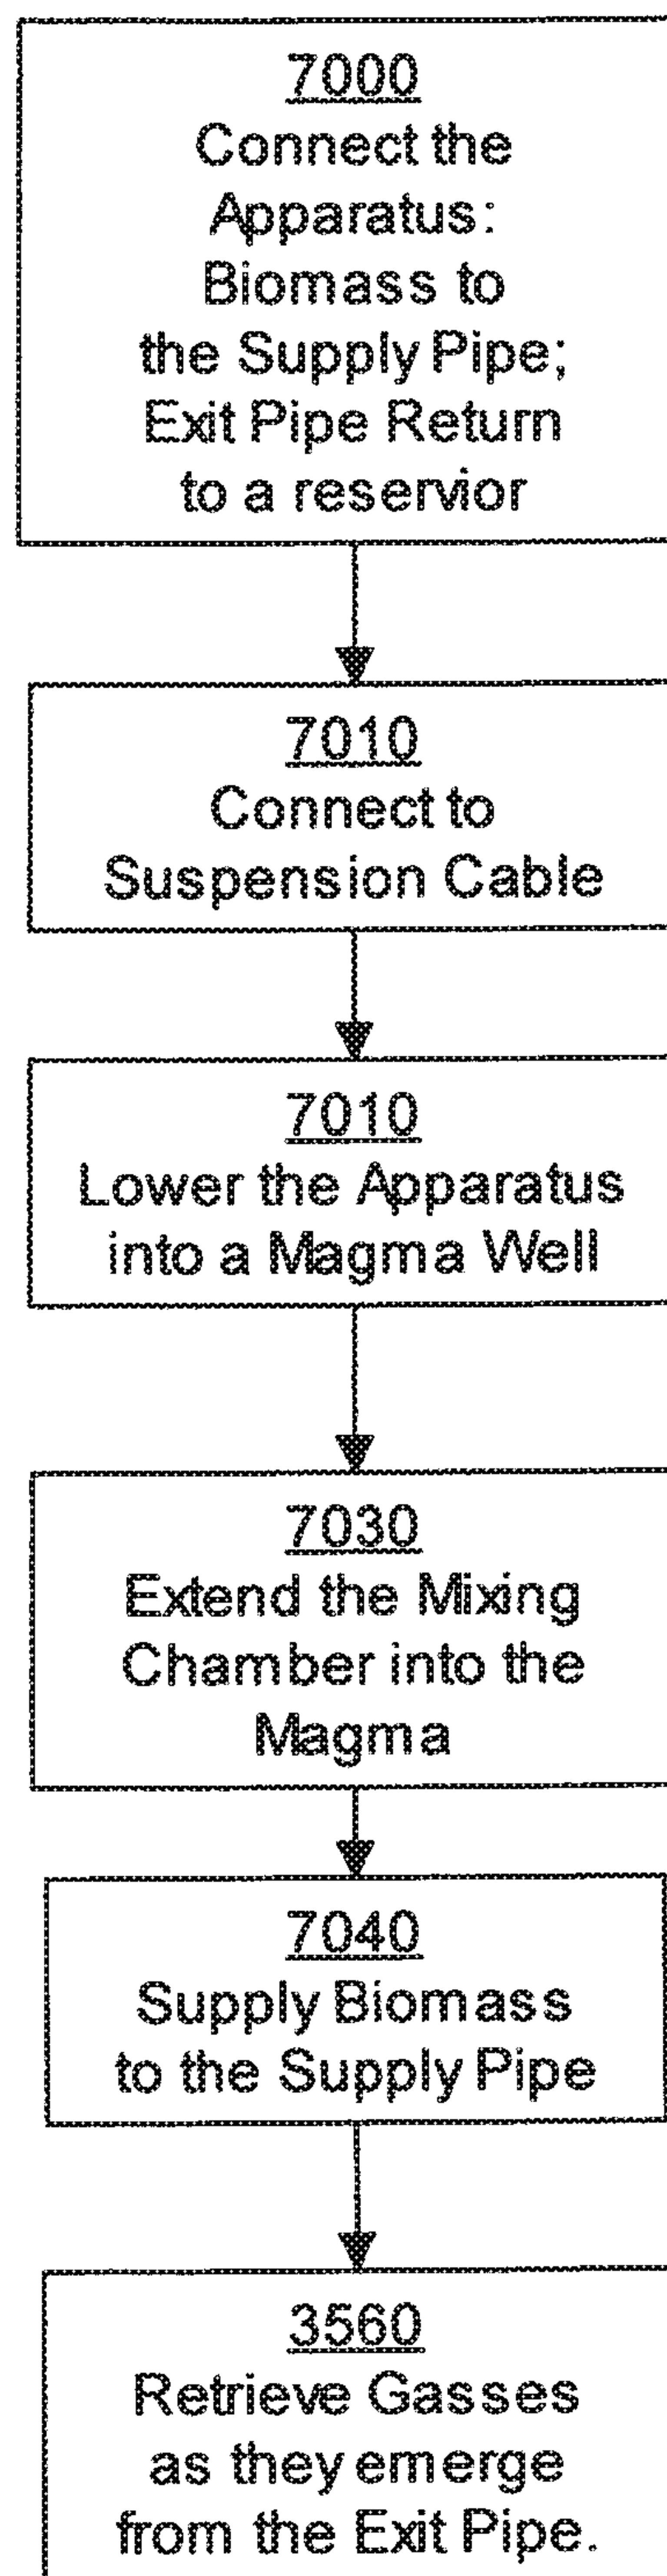 7000
Connect the
Apparatus:
Biomass to
the Supply Pipe;
Exit Pipe Return
to a reservior
7010
Connect to
Suspension Cable
7010
Lower the Apparatus
into a Magma Well
7030
Extend the Mixing
Chamber into the
Magma
7040
Supply Biomass
to the Supply Pipe
3560
Retrieve Gasses
as they emerge
from the Exit Pipe.